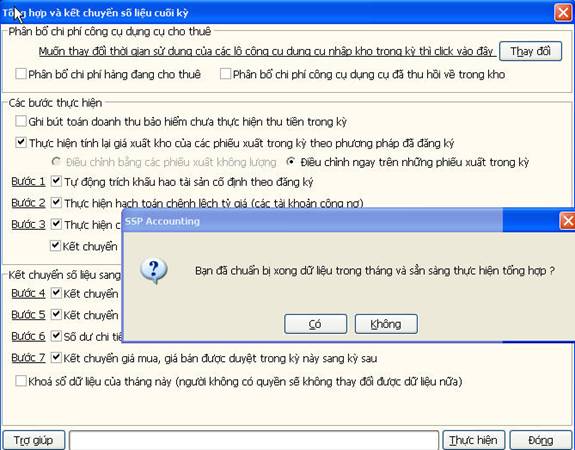 Tổng hợp và kết chuyển số liệu cuối kỳ
Phân bổ chi phí công cụ dụng cụ cho thuê
Muốn thay đổi thời gian sử dụng của các lô công cụ dung cu nhập kho trong kỳ thì click vào đây
Thay đổi
Phân bổ chi phí hàng đang cho thuê
Phân bổ chi phí công cụ dụng cụ đã thu hồi về trong kho
Các bước thực hiện
Ghi bút toán doanh thu bảo hiểm chưa thực hiện thu tiền trong kỳ
Thực hiện tính lại giá xuất kho của các phiếu xuất trong kỳ theo phương pháp đã đăng ký
Điều chỉnh bằng các phiếu xuất không lượng
Điều chỉnh ngay trên những phiếu xuất trong kỳ
Bước 1 Tự động trích khấu hao tài sản cố định theo đăng ký
Bước 2 Thực hiện hạch toán chênh lệch tỷ giá (các tài khoản công nợ)
Bước 3 Thực hiện
Kết chuyển
SSP Accounting
Bạn đã chuẩn bị xong dữ liệu trong tháng và sẳn sàng thực hiện tổng hợp ?
Có
Không
Kết chuyển số liệu sang
Bước 4 Kết chuyển
Bước 5 Kết chuyển
Bước 6 Số dư chi
Bước 7 Kết chuyển giá mua, giá bán được duyệt trong kỳ này sang kỳ sau
Khoá sổ dữ liệu của tháng này (người không có quyền sẽ không thay đổi được dữ liệu nữa)
Trợ giúp
Thực hiện
Đóng